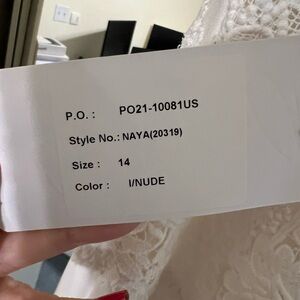 P.O. : PO21-10081US
Style No.: NAYA(20319)
Size : 14
Color : I/NUDE